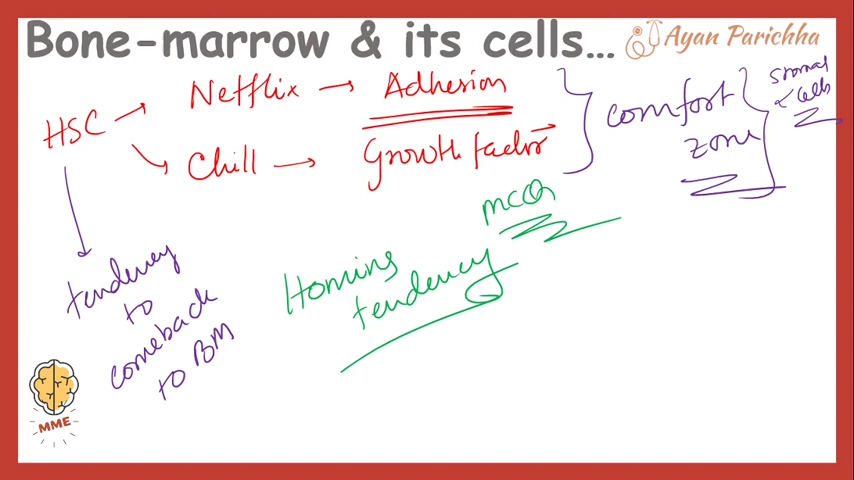 Bone-marrow & its cells...
Ayan Parichha
HSC → Netflix → Adhesion
→ Chill → Growth factor
comfort
zone
stromal
cells
mcQ
Homing
tendency
tendency
to
comeback
to BM
MME